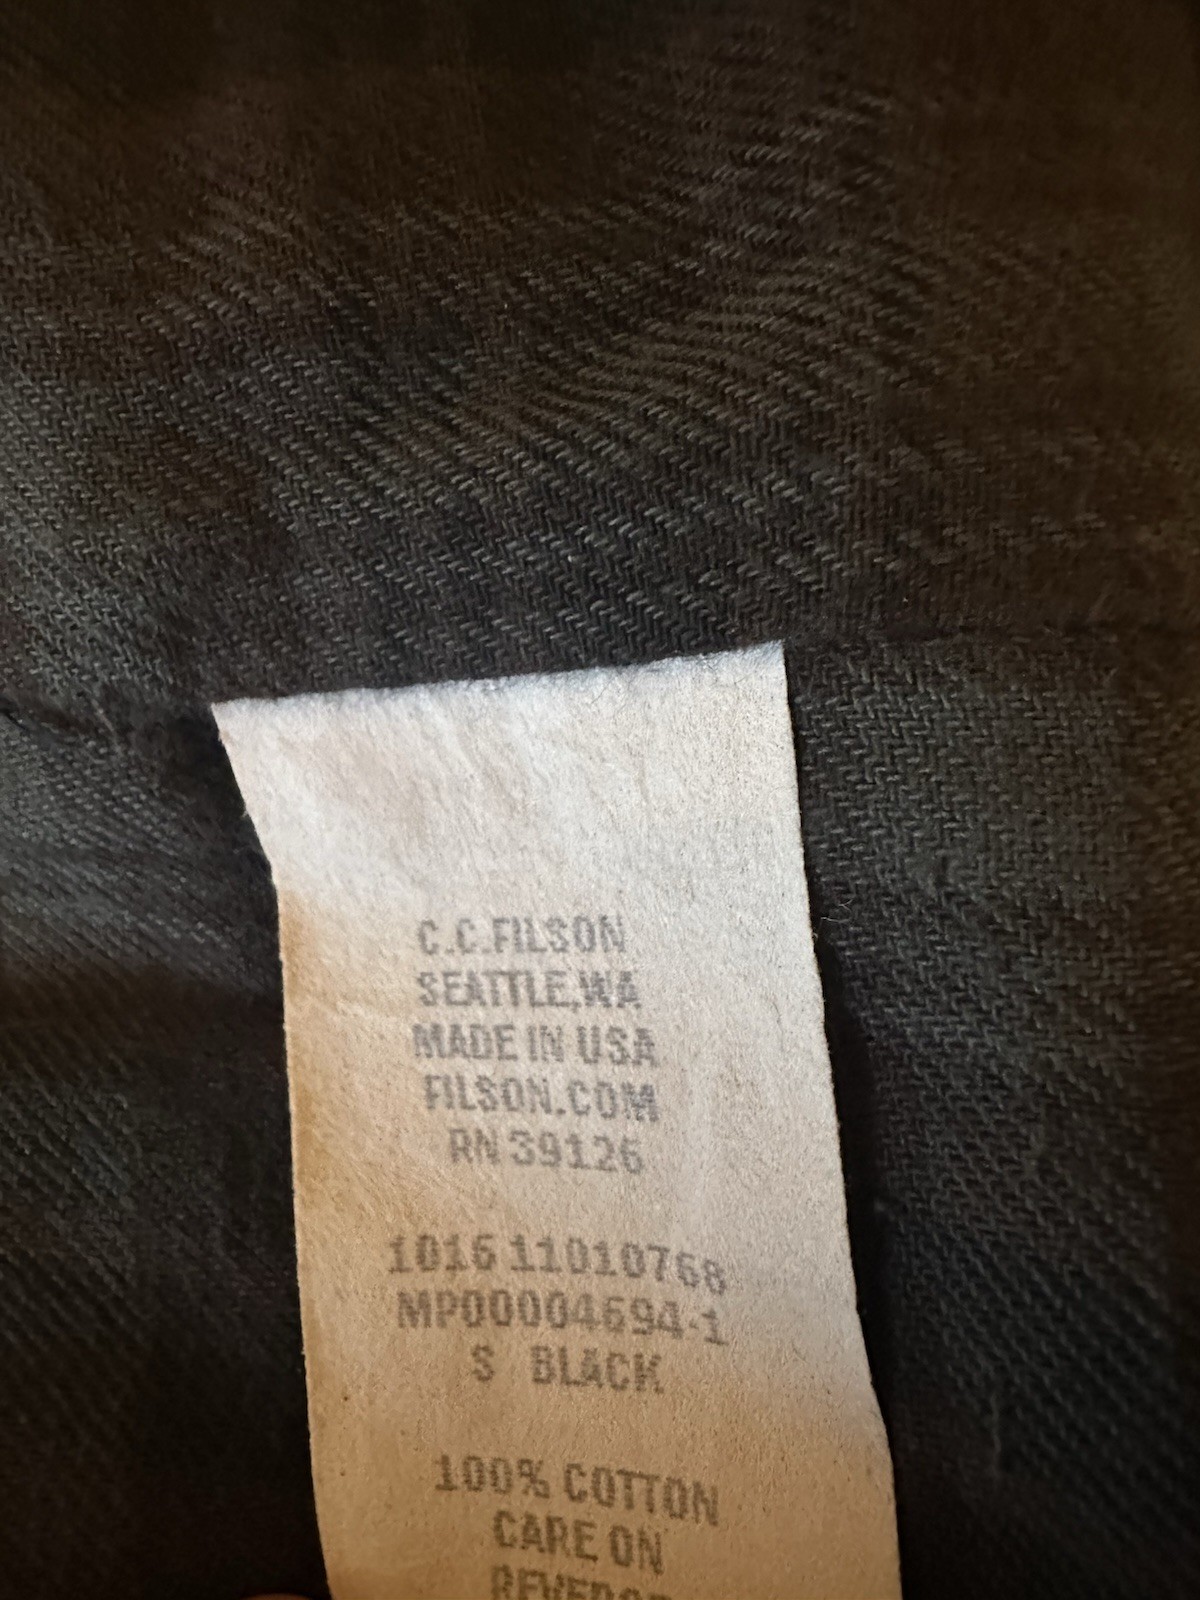 C.C.FILSON
SEATTLE,WA
MADE IN USA
FILSON.COM
RN 39126
1016 11010768
MP00004694-1
S BLACK
100% COTTON
CARE ON